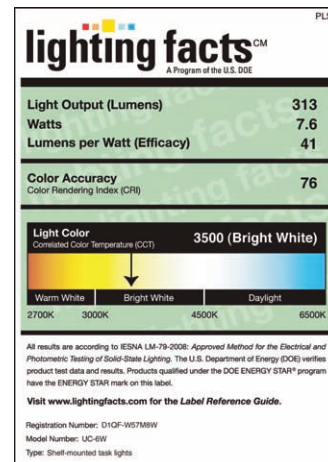 PLS
lighting facts CM
A Program of the U.S. DOE
Light Output (Lumens) 313
Watts 7.6
Lumens per Watt (Efficacy) 41
Color Accuracy 76
Color Rendering Index (CRI)
Light Color 3500 (Bright White)
Correlated Color Temperature (CCT)
Warm White Bright White Daylight
2700K 3000K 4500K 6500K
All results are according to IESNA LM-79-2008: Approved Method for the Electrical and
Photometric Testing of Solid-State Lighting. The U.S. Department of Energy (DOE) verifies
product test data and results. Products qualified under the DOE ENERGY STAR® program
have the ENERGY STAR mark on this label.
Visit www.lightingfacts.com for the Label Reference Guide.
Registration Number: D1QF-W57M8W
Model Number: UC-6W
Type: Shelf-mounted task lights